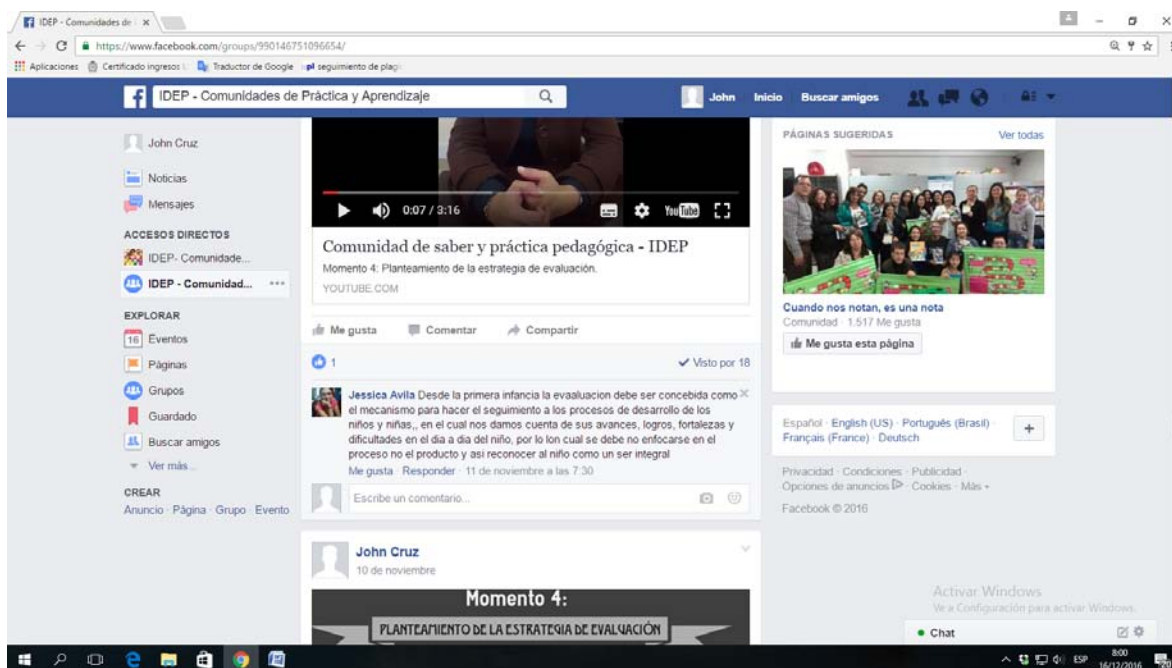 IDEP - Comunidades de
https://www.facebook.com/groups/990146751096654/
Aplicaciones Certificado ingresos Traductor de Google seguimiento de plag
IDEP - Comunidades de Práctica y Aprendizaje
John Inicio Buscar amigos
John Cruz
Noticias
Mensajes
ACCESOS DIRECTOS
IDEP- Comunidade...
IDEP - Comunidad...
EXPLORAR
16 Eventos
Páginas
Grupos
Guardado
Buscar amigos
Ver más...
CREAR
Anuncio · Página · Grupo · Evento
0:07 / 3:16 YouTube
Comunidad de saber y práctica pedagógica - IDEP
Momento 4: Planteamiento de la estrategia de evaluación.
YOUTUBE.COM
Me gusta Comentar Compartir
1 Visto por 18
Jessica Avila Desde la primera infancia la evaaluacion debe ser concebida como
el mecanismo para hacer el seguimiento a los procesos de desarrollo de los
niños y niñas,, en el cual nos damos cuenta de sus avances, logros, fortalezas y
dificultades en el dia a dia del niño, por lo lon cual se debe no enfocarse en el
proceso no el producto y asi reconocer al niño como un ser integral
Me gusta · Responder · 11 de noviembre a las 7:30
Escribe un comentario...
John Cruz
10 de noviembre
Momento 4:
PLANTEAMIENTO DE LA ESTRATEGIA DE EVALUACIÓN
PÁGINAS SUGERIDAS Ver todas
Cuando nos notan, es una nota
Comunidad · 1.517 Me gusta
Me gusta esta página
Español · English (US) · Português (Brasil) ·
Français (France) · Deutsch
Privacidad · Condiciones · Publicidad ·
Opciones de anuncios · Cookies · Más
Facebook © 2016
Activar Windows
Ve a Configuración para activar Windows.
Chat
ESP
8:00
16/12/2016